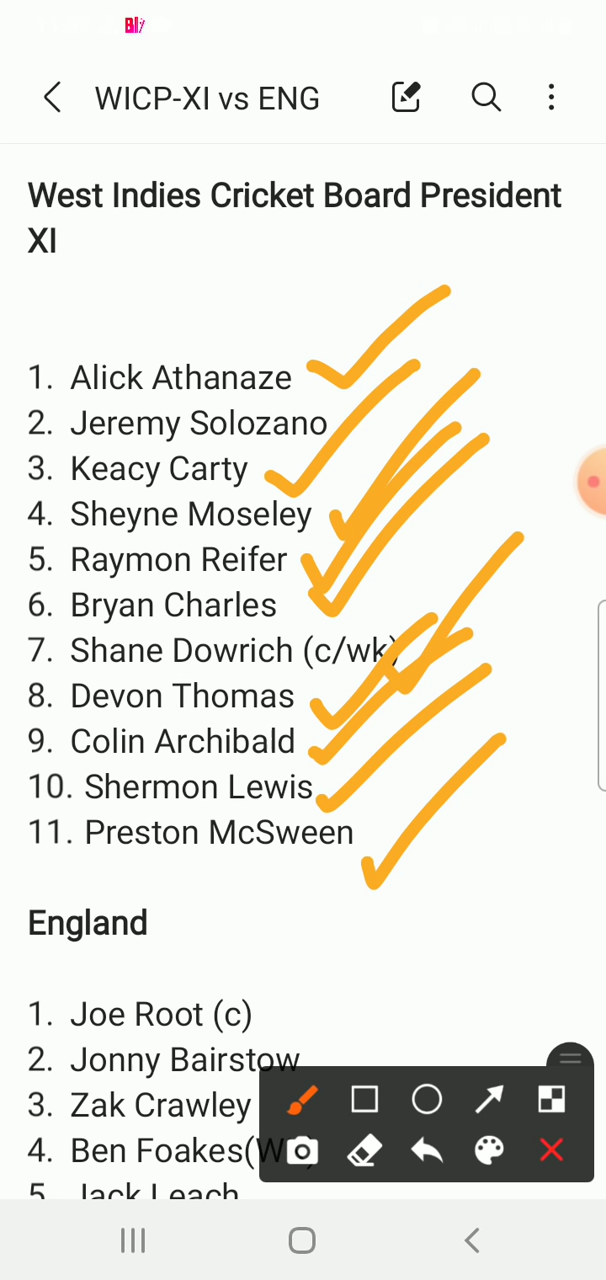 WICP-XI vs ENG
West Indies Cricket Board President
XI
1. Alick Athanaze
2. Jeremy Solozano
3. Keacy Carty
4. Sheyne Moseley
5. Raymon Reifer
6. Bryan Charles
7. Shane Dowrich (c/wk)
8. Devon Thomas
9. Colin Archibald
10. Shermon Lewis
11. Preston McSween
England
1. Joe Root (c)
2. Jonny Bairstow
3. Zak Crawley
4. Ben Foakes(W
5. Jack Leach